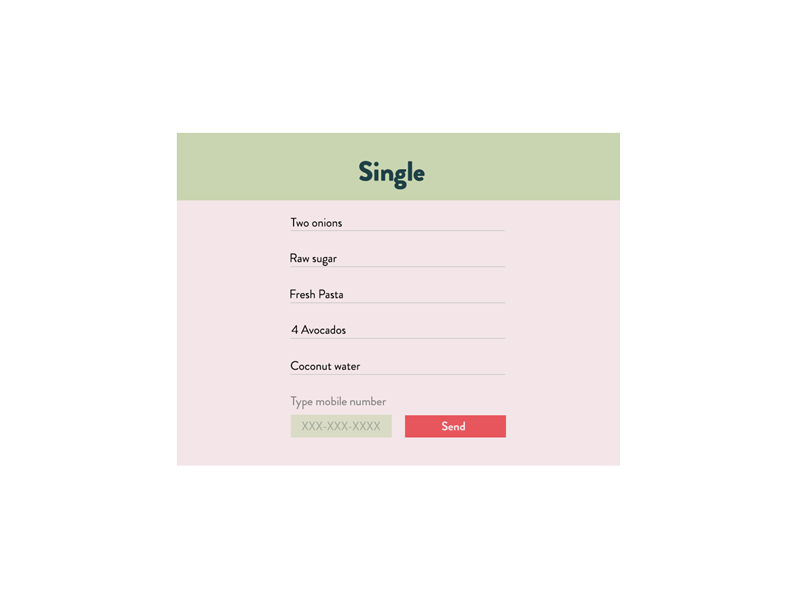 Single
Two onions
Raw sugar
Fresh Pasta
4 Avocados
Coconut water
Type mobile number
XXX-XXX-XXXX
Send